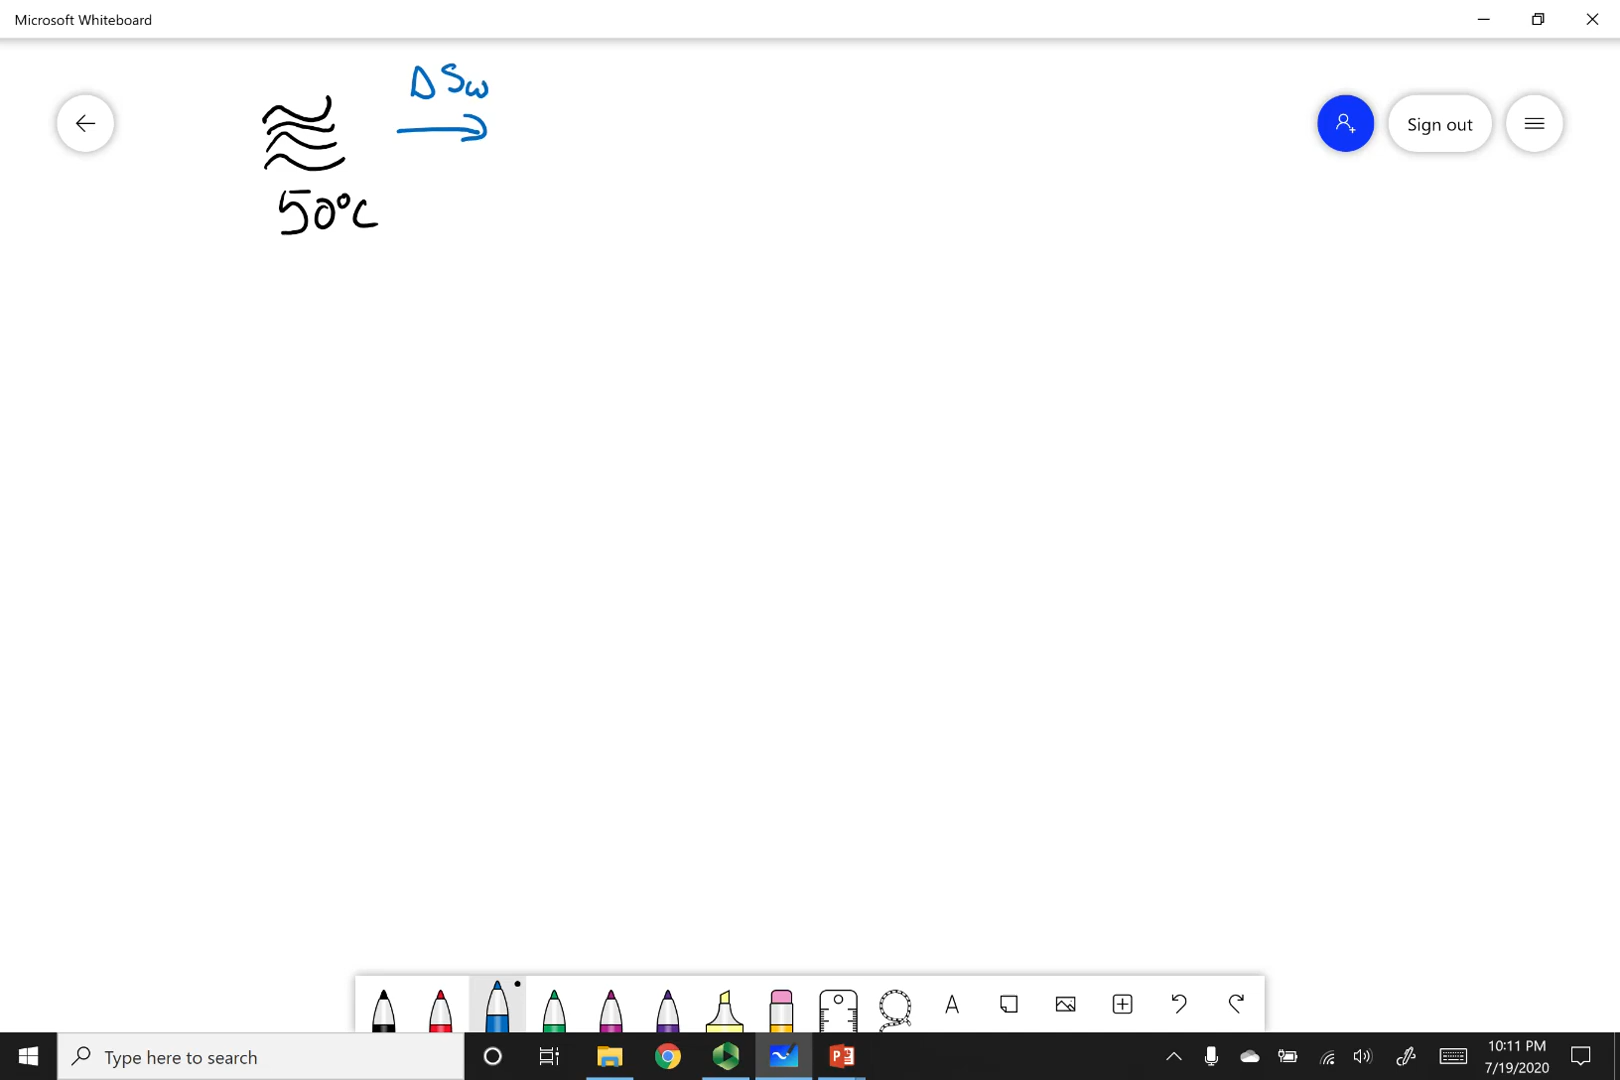 Microsoft Whiteboard
ΔSw
→
50°C
Sign out
A
Type here to search
10:11 PM
7/19/2020